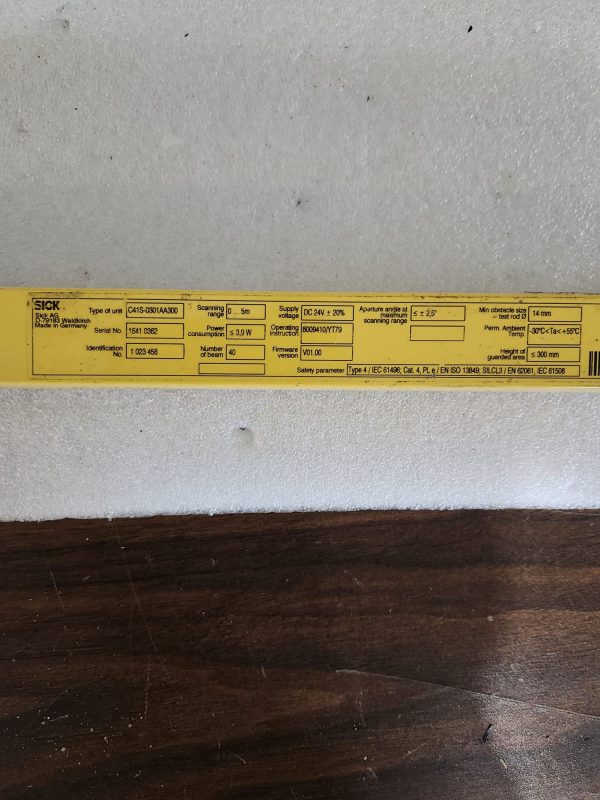 SICK
Sick AG
D-79183 Waldkirch
Made in Germany
Type of unit C41S-0301AA300
Serial No. 1641 0382
Identification No. 1 023 458
Scanning range 0 ... 5m
Power consumption ≤ 3,9 W
Number of beam 40
Supply voltage DC 24V ± 20%
Operating instruction 8009410/YT79
Firmware version V01.00
Aperture angle at maximum scanning range ≤ ± 2,5°
Min obstacle size – test rod Ø 14 mm
Perm. Ambient Temp. -30°C<Ta<+55°C
Height of guarded area ≤ 300 mm
Safety parameter Type 4 / IEC 61496; Cat. 4, PL e / EN ISO 13849; SILCL3 / EN 62061, IEC 61508